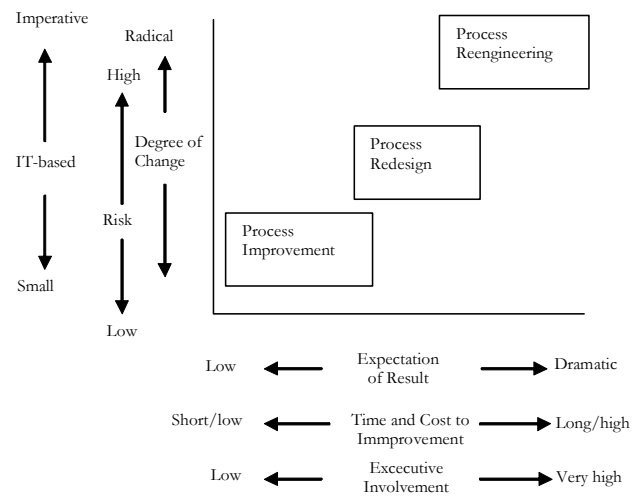 Imperative
Radical
High
Process
Reengineering
IT-based
Degree of
Change
Process
Redesign
Risk
Process
Improvement
Small
Low
Low
Expectation
of Result
Dramatic
Short/low
Time and Cost to
Immprovement
Long/high
Low
Excecutive
Involvement
Very high